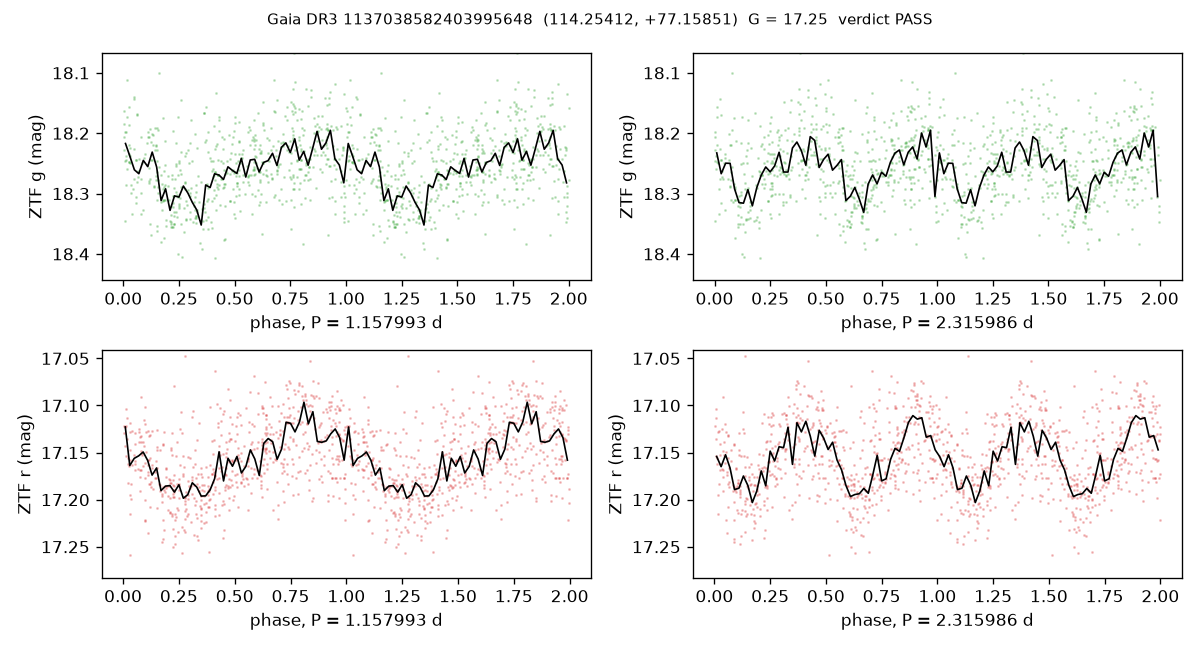 Gaia DR3 1137038582403995648  (114.25412, +77.15851)  G = 17.25  verdict PASS
ZTF g (mag)
18.1
18.2
18.3
18.4
0.00 0.25 0.50 0.75 1.00 1.25 1.50 1.75 2.00
phase, P = 1.157993 d
ZTF g (mag)
18.1
18.2
18.3
18.4
0.00 0.25 0.50 0.75 1.00 1.25 1.50 1.75 2.00
phase, P = 2.315986 d
ZTF r (mag)
17.05
17.10
17.15
17.20
17.25
0.00 0.25 0.50 0.75 1.00 1.25 1.50 1.75 2.00
phase, P = 1.157993 d
ZTF r (mag)
17.05
17.10
17.15
17.20
17.25
0.00 0.25 0.50 0.75 1.00 1.25 1.50 1.75 2.00
phase, P = 2.315986 d